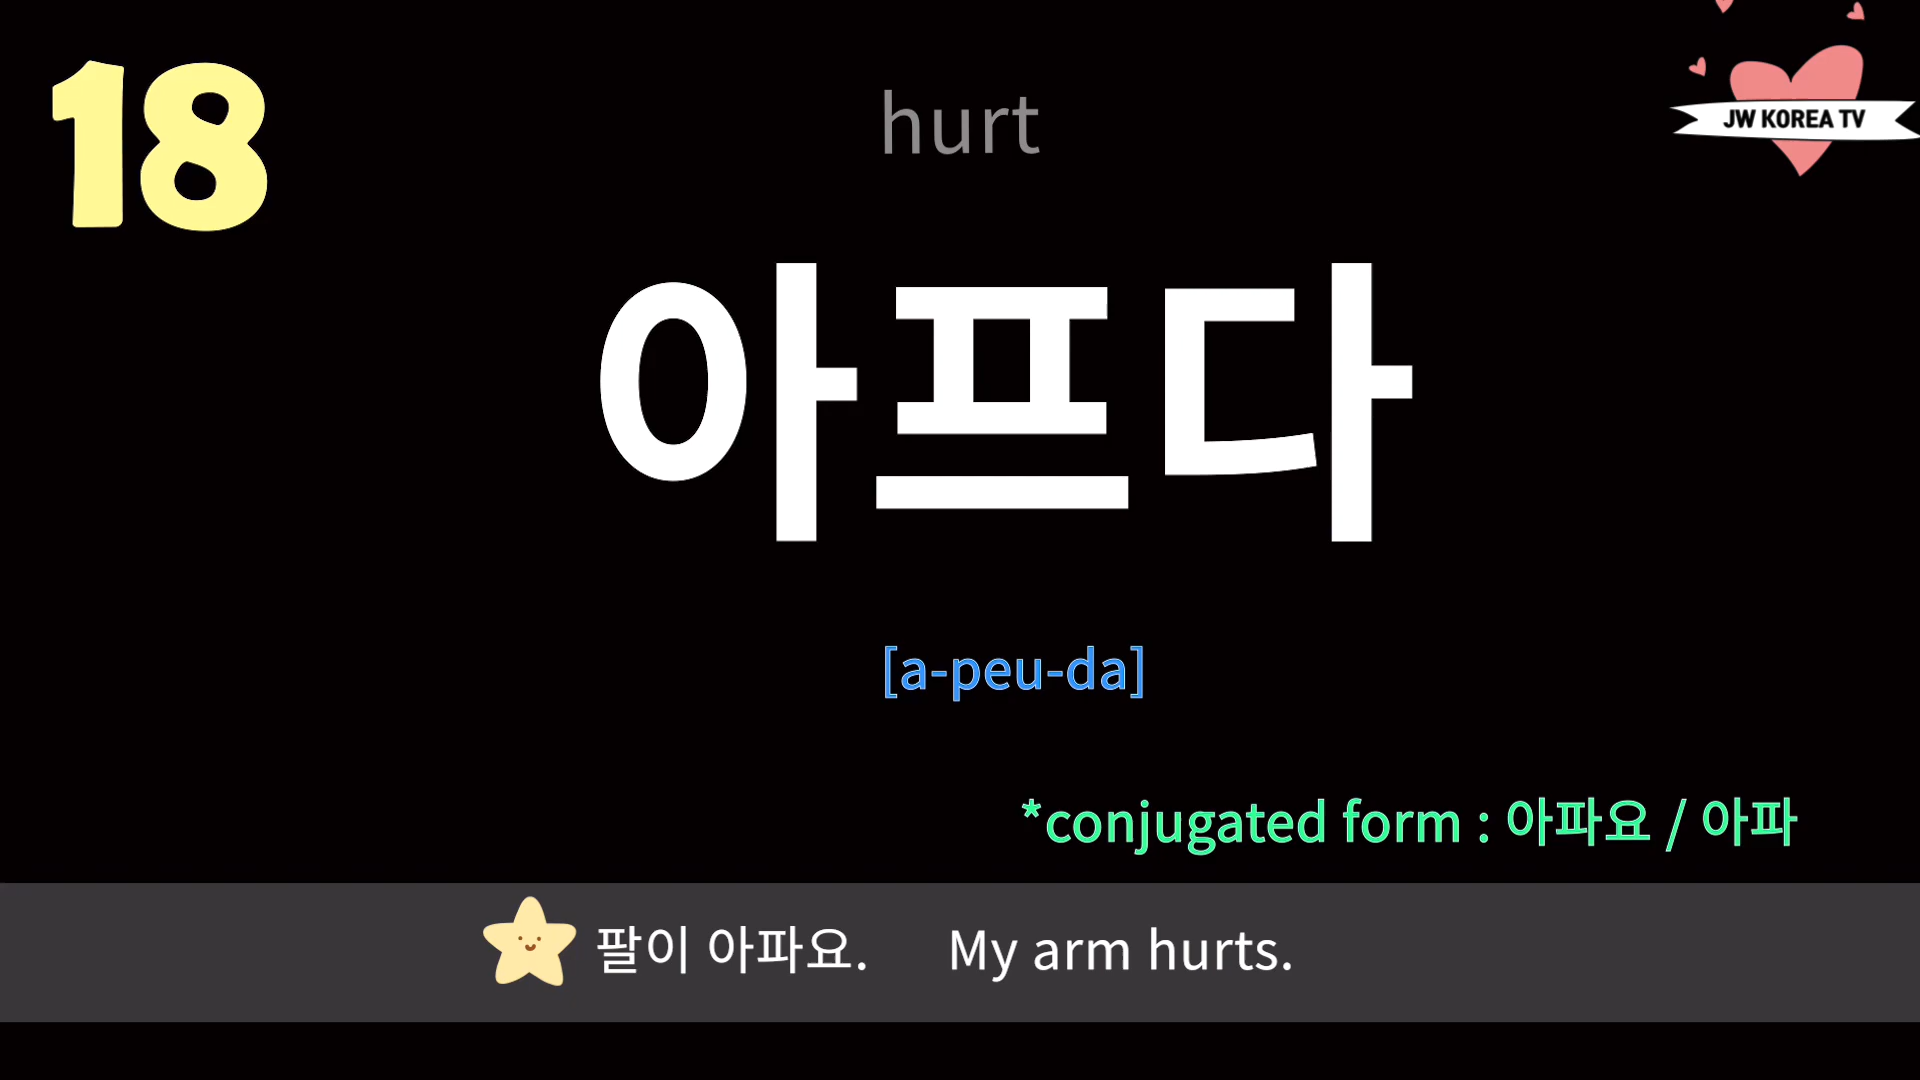 18
hurt
JW KOREA TV
아프다
[a-peu-da]
*conjugated form : 아파요 / 아파
팔이 아파요. My arm hurts.